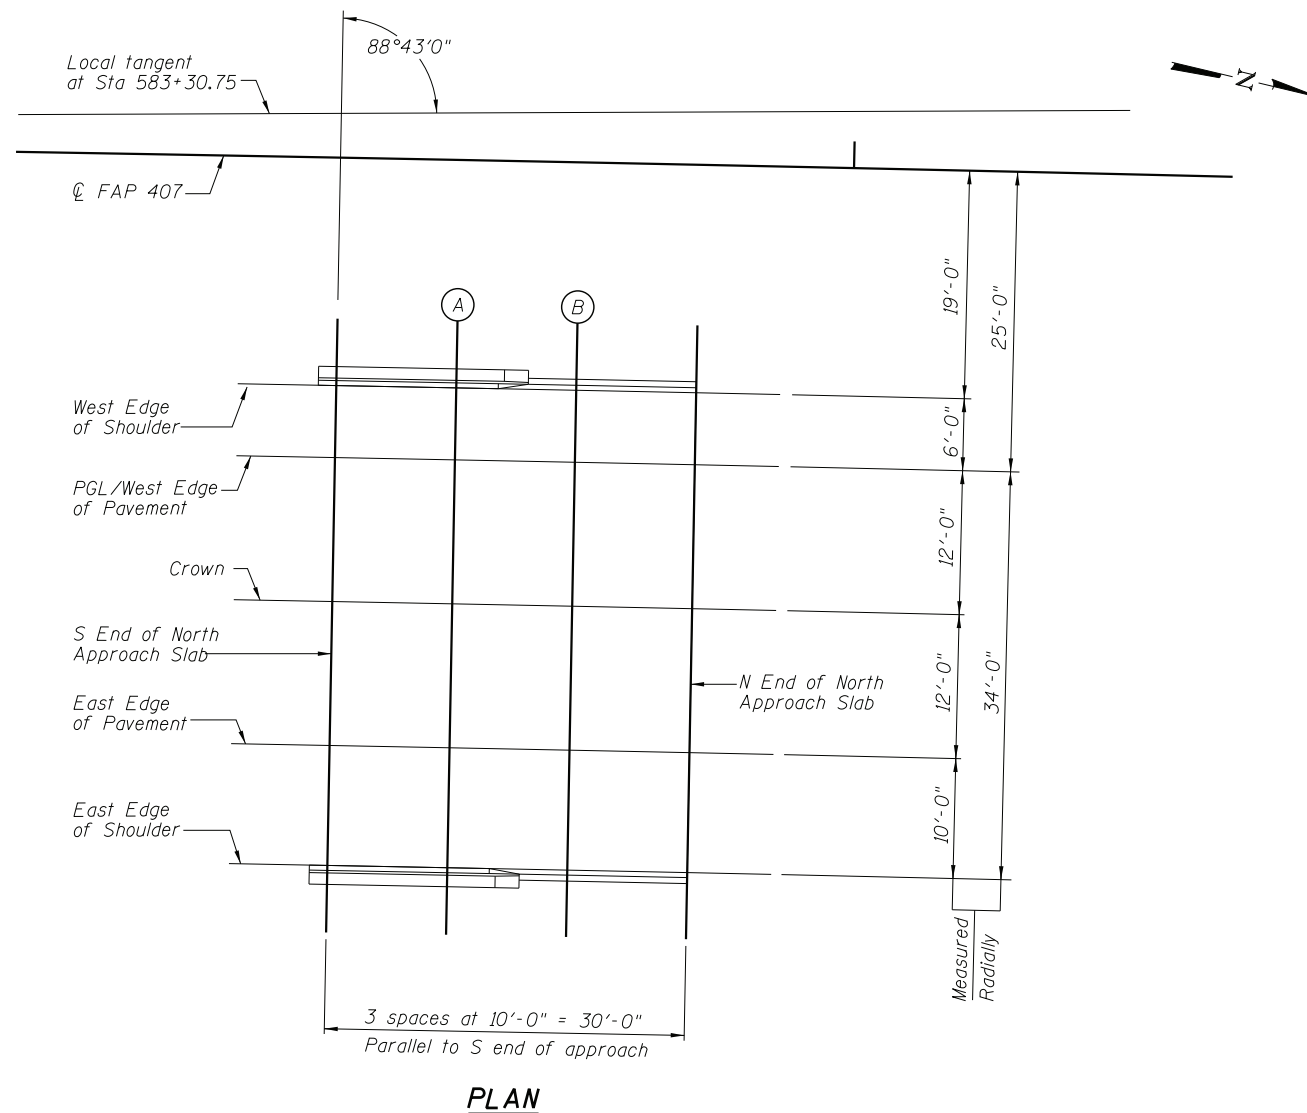 88°43'0"
Local tangent
at Sta 583+30.75
N
℄ FAP 407
19'-0"
25'-0"
A
B
West Edge
of Shoulder
6'-0"
PGL/West Edge
of Pavement
12'-0"
Crown
S End of North
Approach Slab
12'-0"
34'-0"
N End of North
Approach Slab
East Edge
of Pavement
10'-0"
East Edge
of Shoulder
Measured
Radially
3 spaces at 10'-0" = 30'-0"
Parallel to S end of approach
PLAN